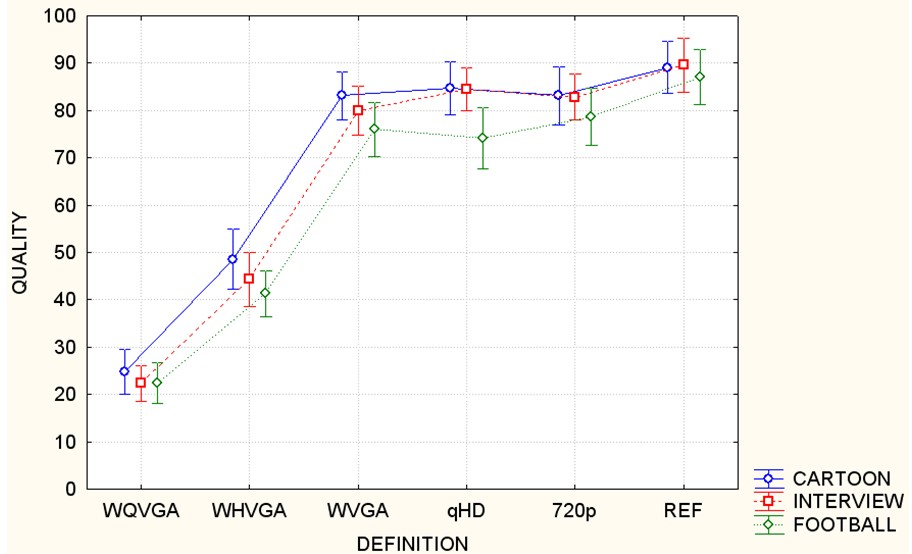 100
90
80
70
60
50
40
30
20
10
0
QUALITY
WQVGA WHVGA WVGA qHD 720p REF
DEFINITION
CARTOON
INTERVIEW
FOOTBALL